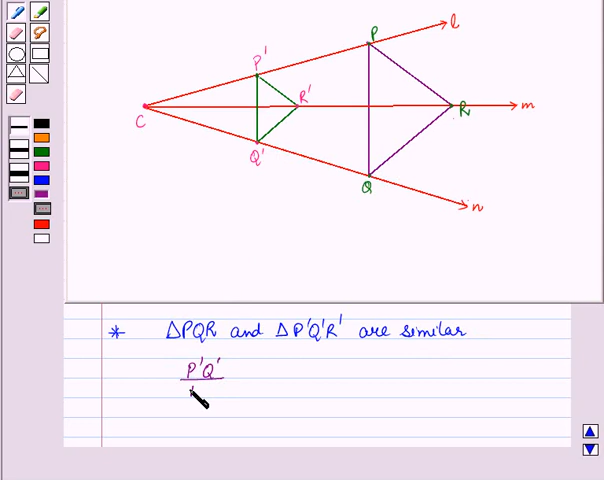 l
P
P'
R'
R
m
C
Q'
Q
n
* ΔPQR and ΔP'Q'R' are similar
P'Q'